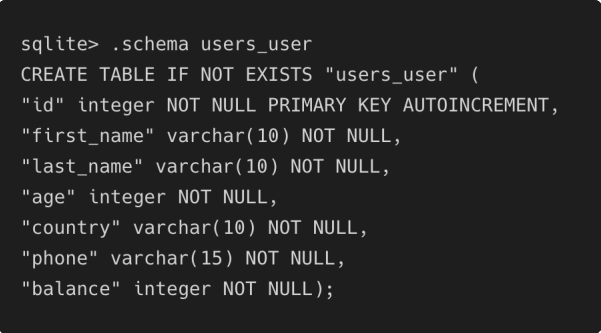 sqlite> .schema users_user
CREATE TABLE IF NOT EXISTS "users_user" (
"id" integer NOT NULL PRIMARY KEY AUTOINCREMENT,
"first_name" varchar(10) NOT NULL,
"last_name" varchar(10) NOT NULL,
"age" integer NOT NULL,
"country" varchar(10) NOT NULL,
"phone" varchar(15) NOT NULL,
"balance" integer NOT NULL);